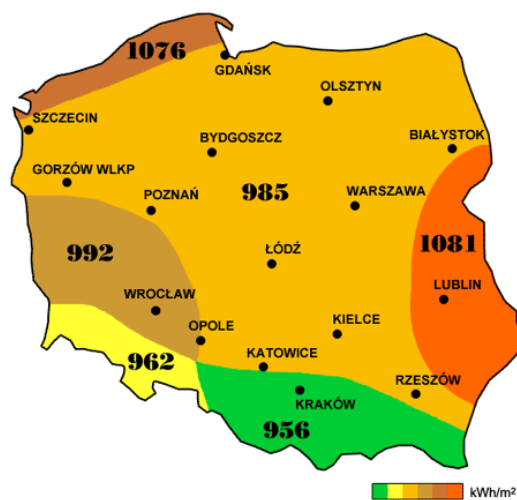 1076
GDAŃSK
OLSZTYN
SZCZECIN
BYDGOSZCZ
BIAŁYSTOK
GORZÓW WLKP
POZNAŃ
985
WARSZAWA
1081
992
ŁÓDŹ
LUBLIN
WROCŁAW
OPOLE
KIELCE
962
KATOWICE
RZESZÓW
KRAKÓW
956
kWh/m²